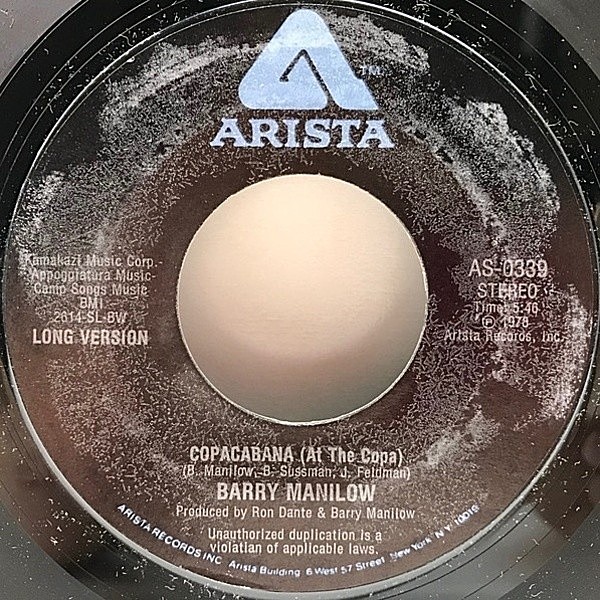 TM
ARISTA
Kamakazi Music Corp.-
Appoggiatura Music-
Camp Songs Music
BMI
2614-SL-BW
LONG VERSION
AS-0339
STEREO
Time: 5:46
Ⓟ 1978
Arista Records, Inc.
COPACABANA (At The Copa)
(B. Manilow, B. Sussman, J. Feldman)
BARRY MANILOW
Produced by Ron Dante & Barry Manilow
Unauthorized duplication is a
violation of applicable laws.
ARISTA RECORDS INC Arista Building 6 West 57 Street New York N.Y. 10019